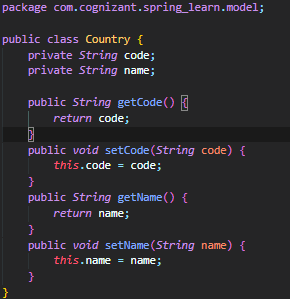 package com.cognizant.spring_learn.model;

public class Country {
    private String code;
    private String name;

    public String getCode() {
        return code;
    }
    public void setCode(String code) {
        this.code = code;
    }
    public String getName() {
        return name;
    }
    public void setName(String name) {
        this.name = name;
    }
}